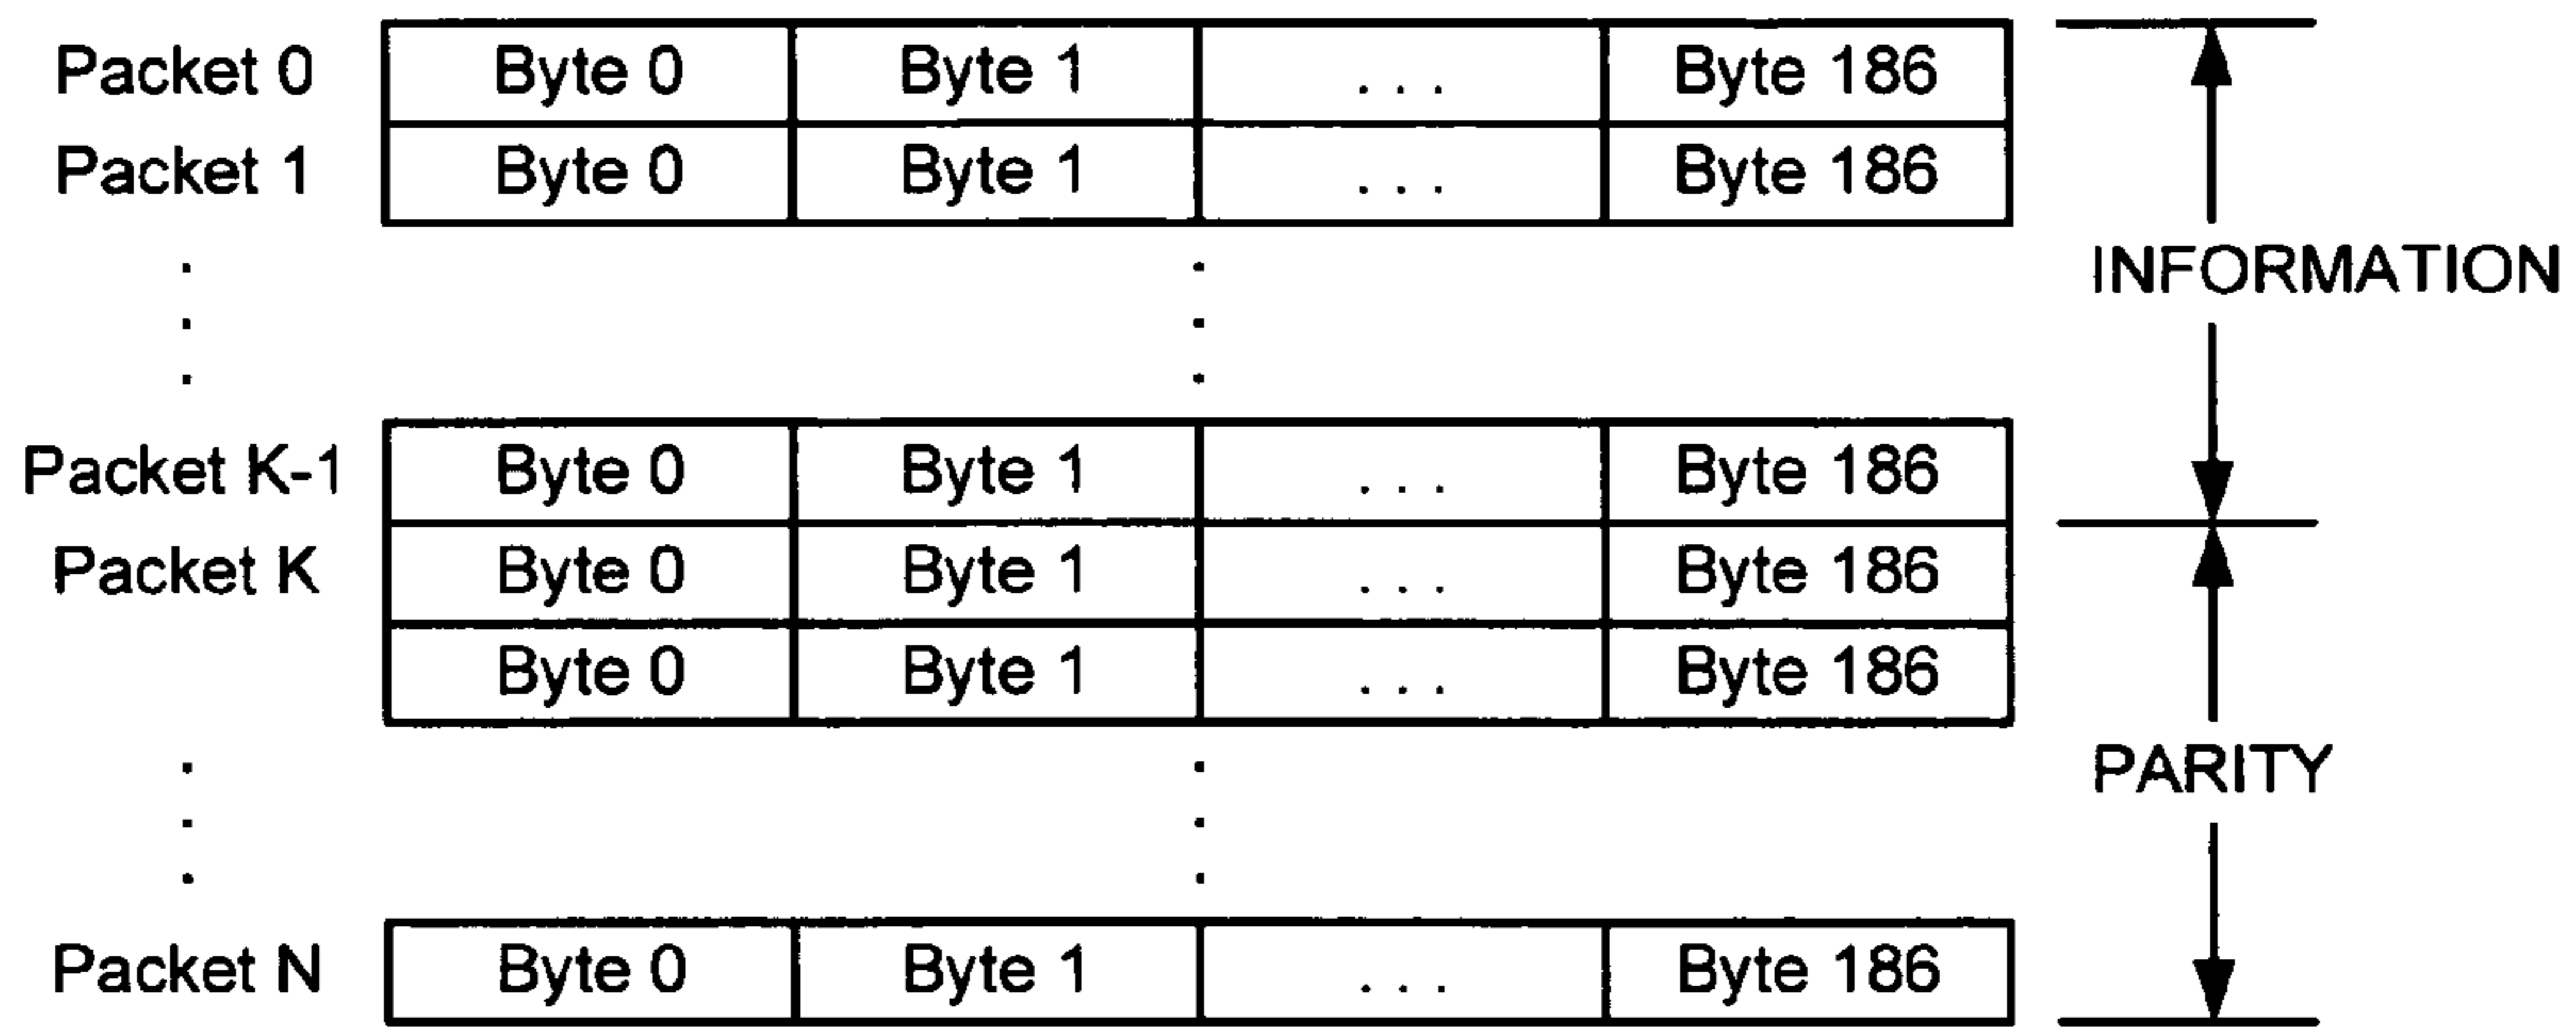 Packet 0 Byte 0 Byte 1 . . . Byte 186
Packet 1 Byte 0 Byte 1 . . . Byte 186
INFORMATION
Packet K-1 Byte 0 Byte 1 . . . Byte 186
Packet K Byte 0 Byte 1 . . . Byte 186
Byte 0 Byte 1 . . . Byte 186
PARITY
Packet N Byte 0 Byte 1 . . . Byte 186